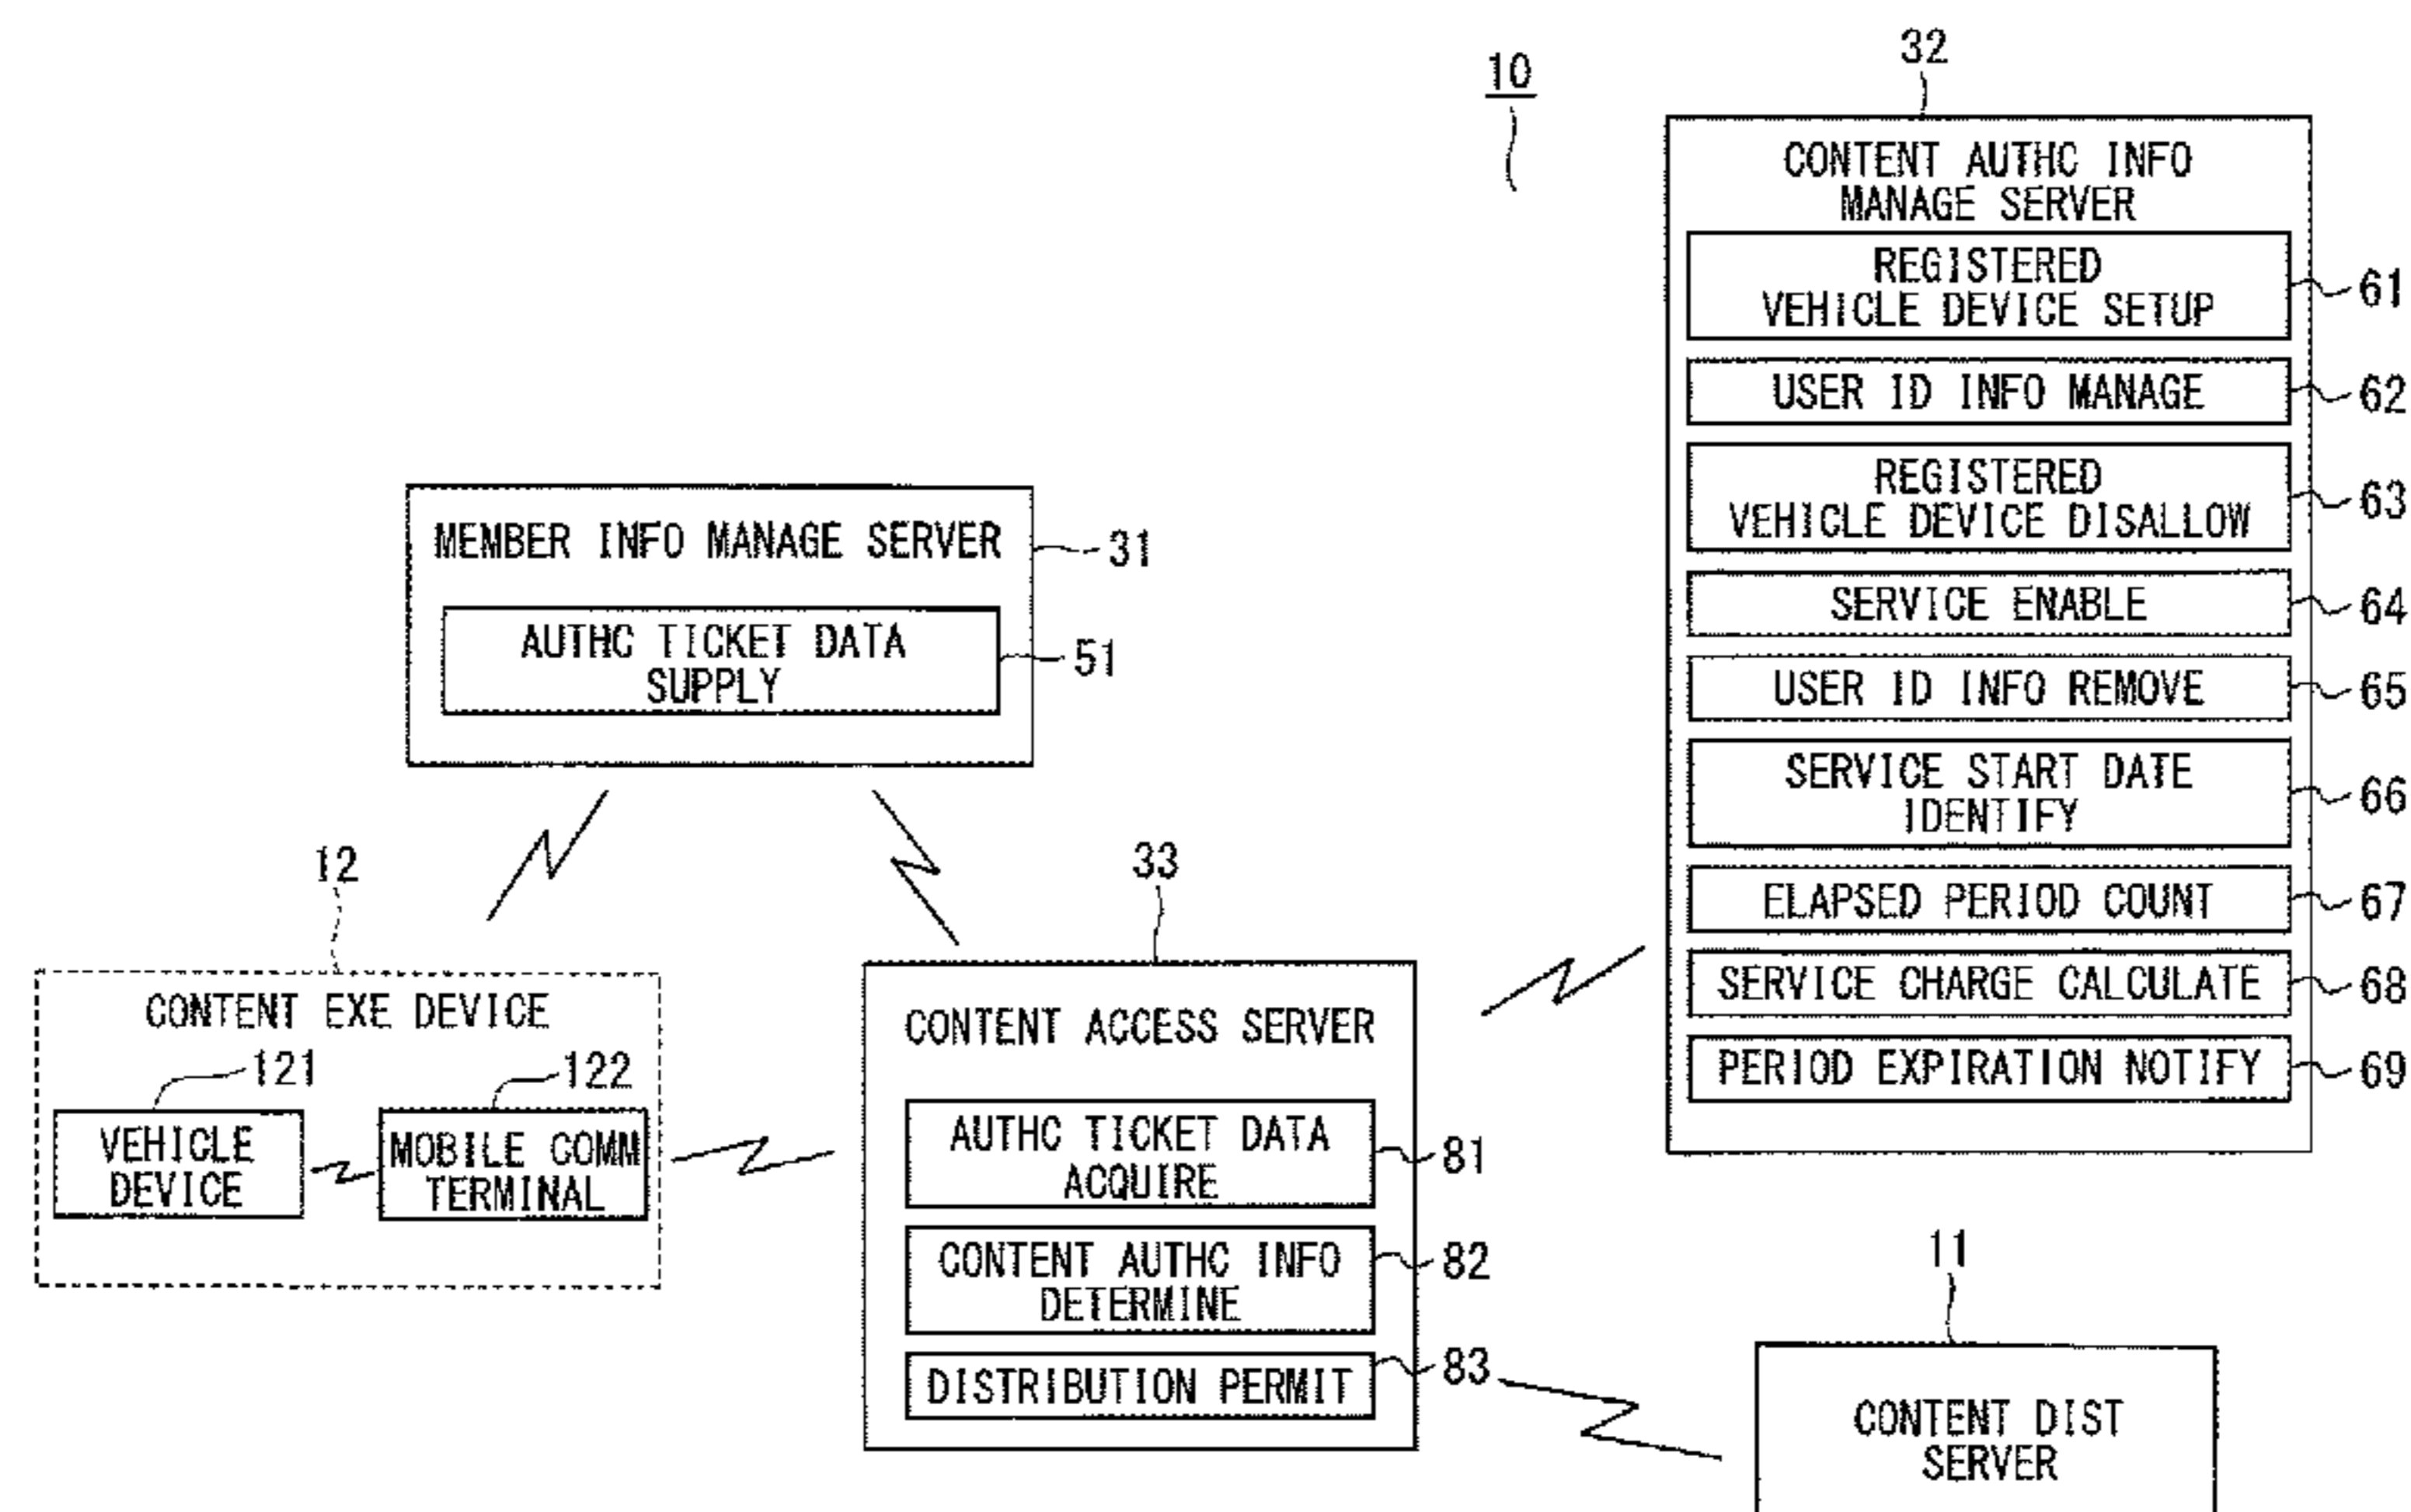 10
32
CONTENT AUTHC INFO
MANAGE SERVER
REGISTERED
VEHICLE DEVICE SETUP
61
USER ID INFO MANAGE
62
REGISTERED
VEHICLE DEVICE DISALLOW
63
SERVICE ENABLE
64
USER ID INFO REMOVE
65
SERVICE START DATE
IDENTIFY
66
ELAPSED PERIOD COUNT
67
SERVICE CHARGE CALCULATE
68
PERIOD EXPIRATION NOTIFY
69
MEMBER INFO MANAGE SERVER
31
AUTHC TICKET DATA
SUPPLY
51
12
CONTENT EXE DEVICE
121
122
VEHICLE
DEVICE
MOBILE COMM
TERMINAL
33
CONTENT ACCESS SERVER
AUTHC TICKET DATA
ACQUIRE
81
CONTENT AUTHC INFO
DETERMINE
82
DISTRIBUTION PERMIT
83
11
CONTENT DIST
SERVER